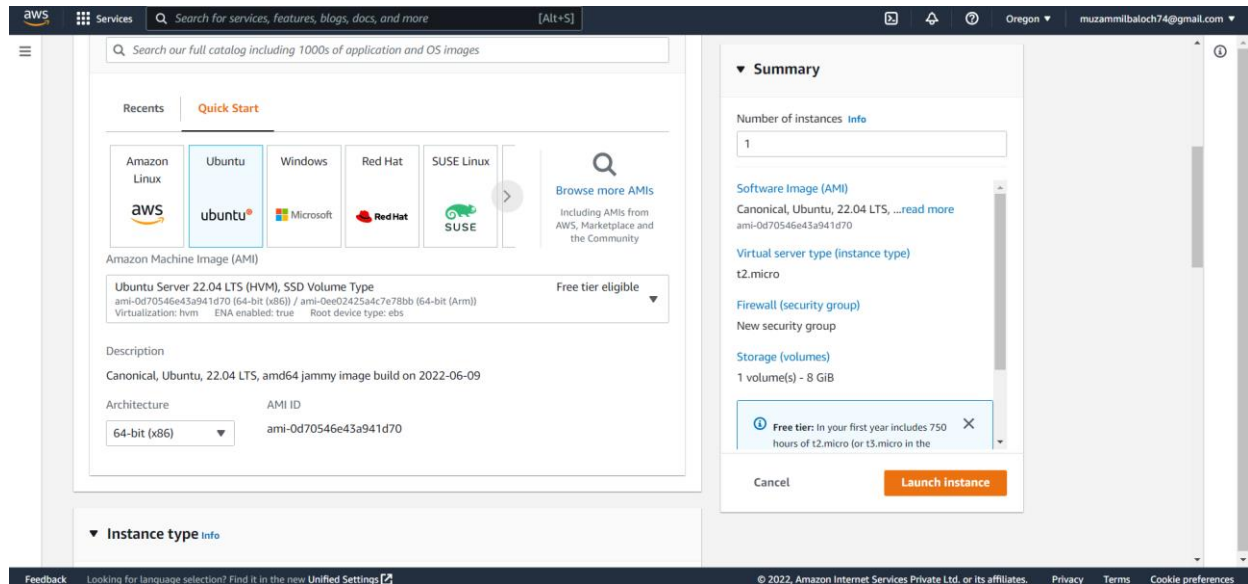 aws
Services
Search for services, features, blogs, docs, and more
[Alt+S]
Oregon ▼
muzammilbaloch74@gmail.com ▼
Search our full catalog including 1000s of application and OS images
Recents
Quick Start
Amazon Linux
aws
Ubuntu
ubuntu
Windows
Microsoft
Red Hat
Red Hat
SUSE Linux
SUSE
Browse more AMIs
Including AMIs from
AWS, Marketplace and
the Community
Amazon Machine Image (AMI)
Ubuntu Server 22.04 LTS (HVM), SSD Volume Type
Free tier eligible
ami-0d70546e43a941d70 (64-bit (x86)) / ami-0ee02425a4c7e78bb (64-bit (Arm))
Virtualization: hvm ENA enabled: true Root device type: ebs
Description
Canonical, Ubuntu, 22.04 LTS, amd64 jammy image build on 2022-06-09
Architecture
AMI ID
64-bit (x86)
ami-0d70546e43a941d70
▼ Instance type Info
▼ Summary
Number of instances Info
1
Software Image (AMI)
Canonical, Ubuntu, 22.04 LTS, ...read more
ami-0d70546e43a941d70
Virtual server type (instance type)
t2.micro
Firewall (security group)
New security group
Storage (volumes)
1 volume(s) - 8 GiB
Free tier: In your first year includes 750
hours of t2.micro (or t3.micro in the
Cancel
Launch instance
Feedback
Looking for language selection? Find it in the new Unified Settings
© 2022, Amazon Internet Services Private Ltd. or its affiliates.
Privacy
Terms
Cookie preferences